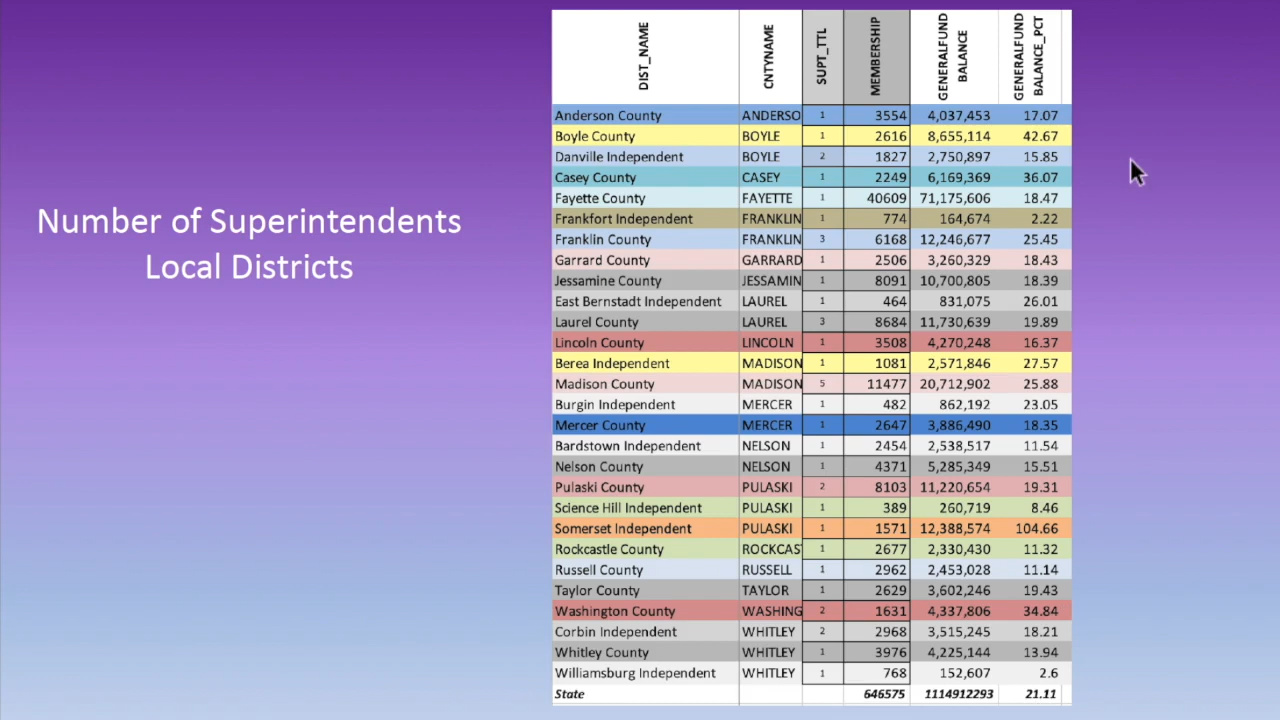 Number of Superintendents
Local Districts
DIST_NAME CNTYNAME SUPT_TTL MEMBERSHIP GENERALFUND BALANCE GENERALFUND BALANCE_PCT
Anderson County ANDERSO 1 3554 4,037,453 17.07
Boyle County BOYLE 1 2616 8,655,114 42.67
Danville Independent BOYLE 2 1827 2,750,897 15.85
Casey County CASEY 1 2249 6,169,369 36.07
Fayette County FAYETTE 1 40609 71,175,606 18.47
Frankfort Independent FRANKLIN 1 774 164,674 2.22
Franklin County FRANKLIN 3 6168 12,246,677 25.45
Garrard County GARRARD 1 2506 3,260,329 18.43
Jessamine County JESSAMIN 1 8091 10,700,805 18.39
East Bernstadt Independent LAUREL 1 464 831,075 26.01
Laurel County LAUREL 3 8684 11,730,639 19.89
Lincoln County LINCOLN 1 3508 4,270,248 16.37
Berea Independent MADISON 1 1081 2,571,846 27.57
Madison County MADISON 5 11477 20,712,902 25.88
Burgin Independent MERCER 1 482 862,192 23.05
Mercer County MERCER 1 2647 3,886,490 18.35
Bardstown Independent NELSON 1 2454 2,538,517 11.54
Nelson County NELSON 1 4371 5,285,349 15.51
Pulaski County PULASKI 2 8103 11,220,654 19.31
Science Hill Independent PULASKI 1 389 260,719 8.46
Somerset Independent PULASKI 1 1571 12,388,574 104.66
Rockcastle County ROCKCAS 1 2677 2,330,430 11.32
Russell County RUSSELL 1 2962 2,453,028 11.14
Taylor County TAYLOR 1 2629 3,602,246 19.43
Washington County WASHING 2 1631 4,337,806 34.84
Corbin Independent WHITLEY 2 2968 3,515,245 18.21
Whitley County WHITLEY 1 3976 4,225,144 13.94
Williamsburg Independent WHITLEY 1 768 152,607 2.6
State 646575 1114912293 21.11